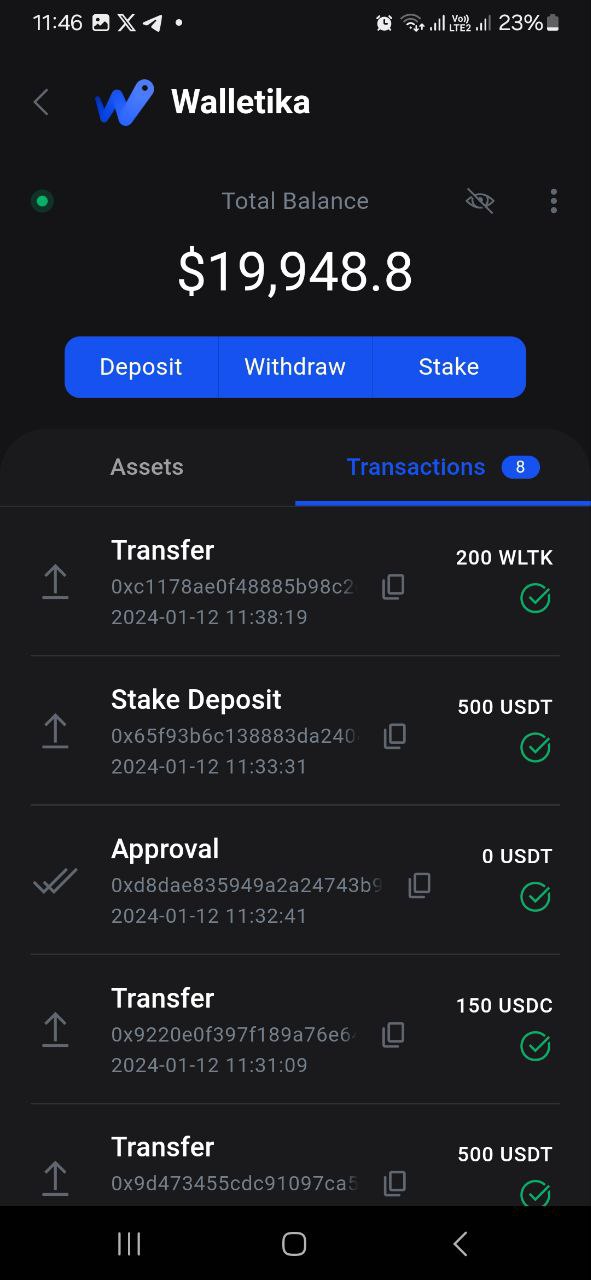 11:46
Vo)) LTE2
23%
Walletika
Total Balance
$19,948.8
Deposit Withdraw Stake
Assets Transactions 8
Transfer
200 WLTK
0xc1178ae0f48885b98c2
2024-01-12 11:38:19
Stake Deposit
500 USDT
0x65f93b6c138883da240
2024-01-12 11:33:31
Approval
0 USDT
0xd8dae835949a2a24743b9
2024-01-12 11:32:41
Transfer
150 USDC
0x9220e0f397f189a76e6
2024-01-12 11:31:09
Transfer
500 USDT
0x9d473455cdc91097ca5